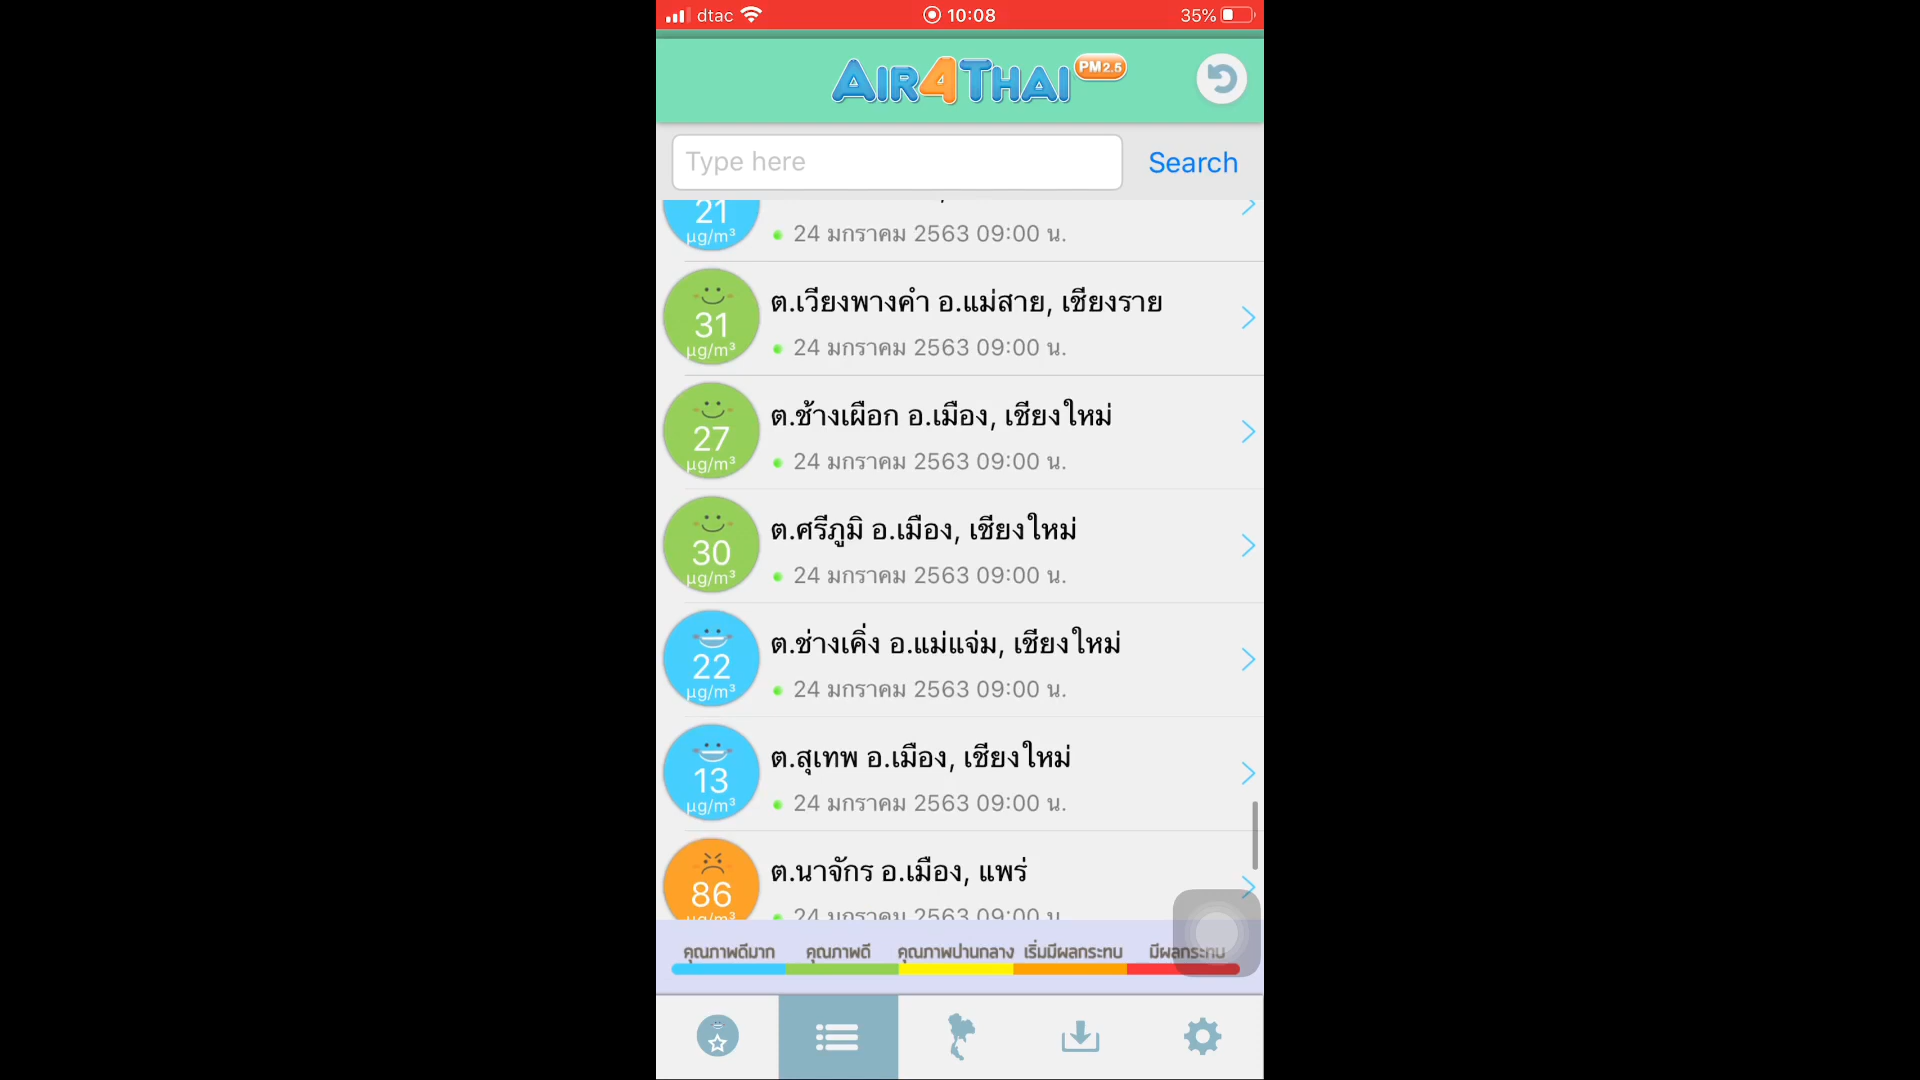 dtac 10:08 35%
AIR4THAI PM2.5
Type here Search
21
µg/m³
24 มกราคม 2563 09:00 น.
31
µg/m³
ต.เวียงพางคำ อ.แม่สาย, เชียงราย
24 มกราคม 2563 09:00 น.
27
µg/m³
ต.ช้างเผือก อ.เมือง, เชียงใหม่
24 มกราคม 2563 09:00 น.
30
µg/m³
ต.ศรีภูมิ อ.เมือง, เชียงใหม่
24 มกราคม 2563 09:00 น.
22
µg/m³
ต.ช่างเคิ่ง อ.แม่แจ่ม, เชียงใหม่
24 มกราคม 2563 09:00 น.
13
µg/m³
ต.สุเทพ อ.เมือง, เชียงใหม่
24 มกราคม 2563 09:00 น.
86
µg/m³
ต.นาจักร อ.เมือง, แพร่
24 มกราคม 2563 09:00 น.
คุณภาพดีมาก คุณภาพดี คุณภาพปานกลาง เริ่มมีผลกระทบ มีผลกระทบ